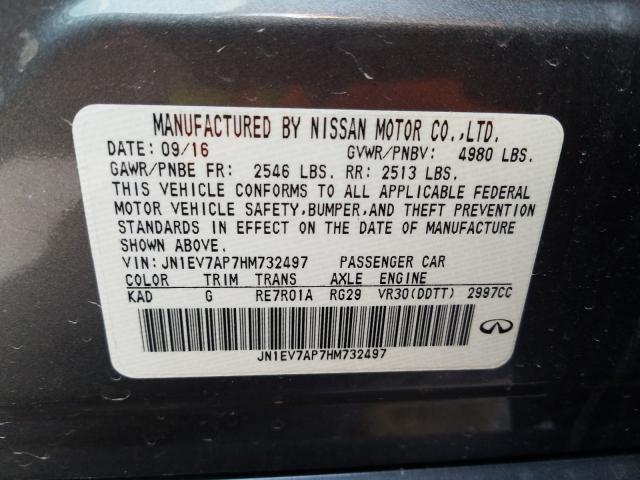 MANUFACTURED BY NISSAN MOTOR CO.,LTD.
DATE: 09/16 GVWR/PNBV: 4980 LBS.
GAWR/PNBE FR: 2546 LBS. RR: 2513 LBS.
THIS VEHICLE CONFORMS TO ALL APPLICABLE FEDERAL
MOTOR VEHICLE SAFETY,BUMPER,AND THEFT PREVENTION
STANDARDS IN EFFECT ON THE DATE OF MANUFACTURE
SHOWN ABOVE.
VIN: JN1EV7AP7HM732497 PASSENGER CAR
COLOR TRIM TRANS AXLE ENGINE
KAD G RE7R01A RG29 VR30(DDTT) 2997CC
JN1EV7AP7HM732497